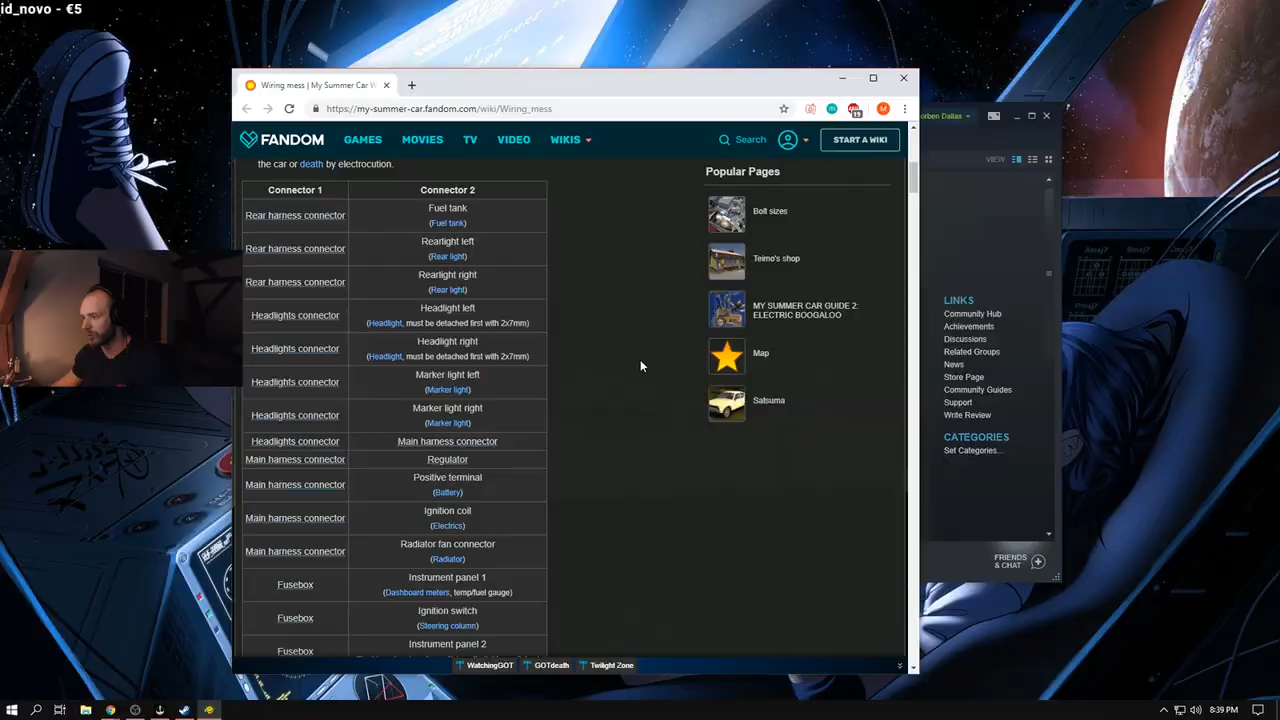 id_novo - €5
Wiring mess | My Summer Car W
https://my-summer-car.fandom.com/wiki/Wiring_mess
15
M
FANDOM
GAMES
MOVIES
TV
VIDEO
WIKIS
Search
START A WIKI
the car or death by electrocution.
Connector 1
Connector 2
Rear harness connector
Fuel tank
(Fuel tank)
Rear harness connector
Rearlight left
(Rear light)
Rear harness connector
Rearlight right
(Rear light)
Headlights connector
Headlight left
(Headlight, must be detached first with 2x7mm)
Headlights connector
Headlight right
(Headlight, must be detached first with 2x7mm)
Headlights connector
Marker light left
(Marker light)
Headlights connector
Marker light right
(Marker light)
Headlights connector
Main harness connector
Main harness connector
Regulator
Main harness connector
Positive terminal
(Battery)
Main harness connector
Ignition coil
(Electrics)
Main harness connector
Radiator fan connector
(Radiator)
Fusebox
Instrument panel 1
(Dashboard meters, temp/fuel gauge)
Fusebox
Ignition switch
(Steering column)
Fusebox
Instrument panel 2
Popular Pages
Bolt sizes
Teimo's shop
MY SUMMER CAR GUIDE 2:
ELECTRIC BOOGALOO
Map
Satsuma
WatchingGOT
GOTdeath
Twilight Zone
orben Dallas
VIEW
LINKS
Community Hub
Achievements
Discussions
Related Groups
News
Store Page
Community Guides
Support
Write Review
CATEGORIES
Set Categories...
FRIENDS
& CHAT
8:39 PM